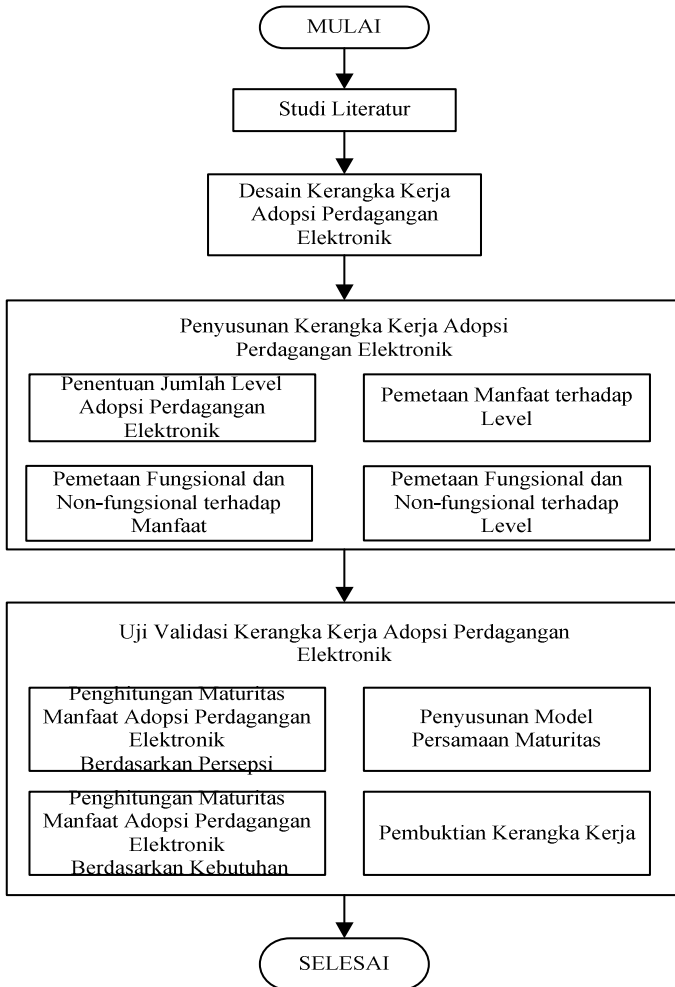 MULAI
Studi Literatur
Desain Kerangka Kerja
Adopsi Perdagangan
Elektronik
Penyusunan Kerangka Kerja Adopsi
Perdagangan Elektronik
Penentuan Jumlah Level
Adopsi Perdagangan
Elektronik
Pemetaan Manfaat terhadap
Level
Pemetaan Fungsional dan
Non-fungsional terhadap
Manfaat
Pemetaan Fungsional dan
Non-fungsional terhadap
Level
Uji Validasi Kerangka Kerja Adopsi Perdagangan
Elektronik
Penghitungan Maturitas
Manfaat Adopsi Perdagangan
Elektronik
Berdasarkan Persepsi
Penyusunan Model
Persamaan Maturitas
Penghitungan Maturitas
Manfaat Adopsi Perdagangan
Elektronik
Berdasarkan Kebutuhan
Pembuktian Kerangka Kerja
SELESAI